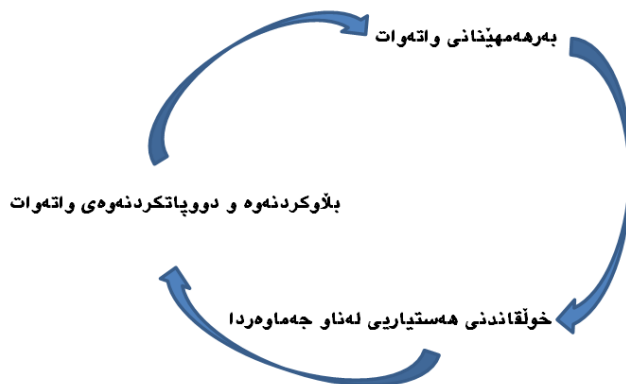 بەرهەمهێنانی واتەوات
بڵاوکردنەوە و دووپاتکردنەوەی واتەوات
خوڵقاندنی هەستیاریی لەناو جەماوەردا